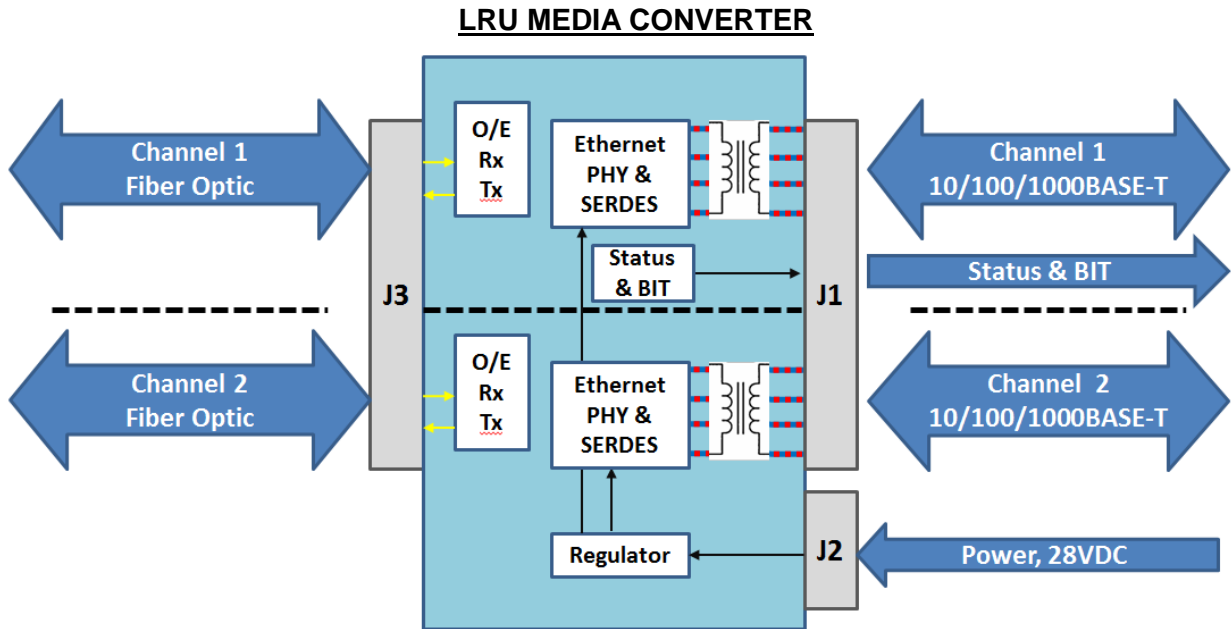 LRU MEDIA CONVERTER
Channel 1
Fiber Optic
J3
O/E
Rx
Tx
Ethernet
PHY &
SERDES
Status
& BIT
J1
Channel 1
10/100/1000BASE-T
Status & BIT
Channel 2
Fiber Optic
O/E
Rx
Tx
Ethernet
PHY &
SERDES
Channel 2
10/100/1000BASE-T
Regulator
J2
Power, 28VDC